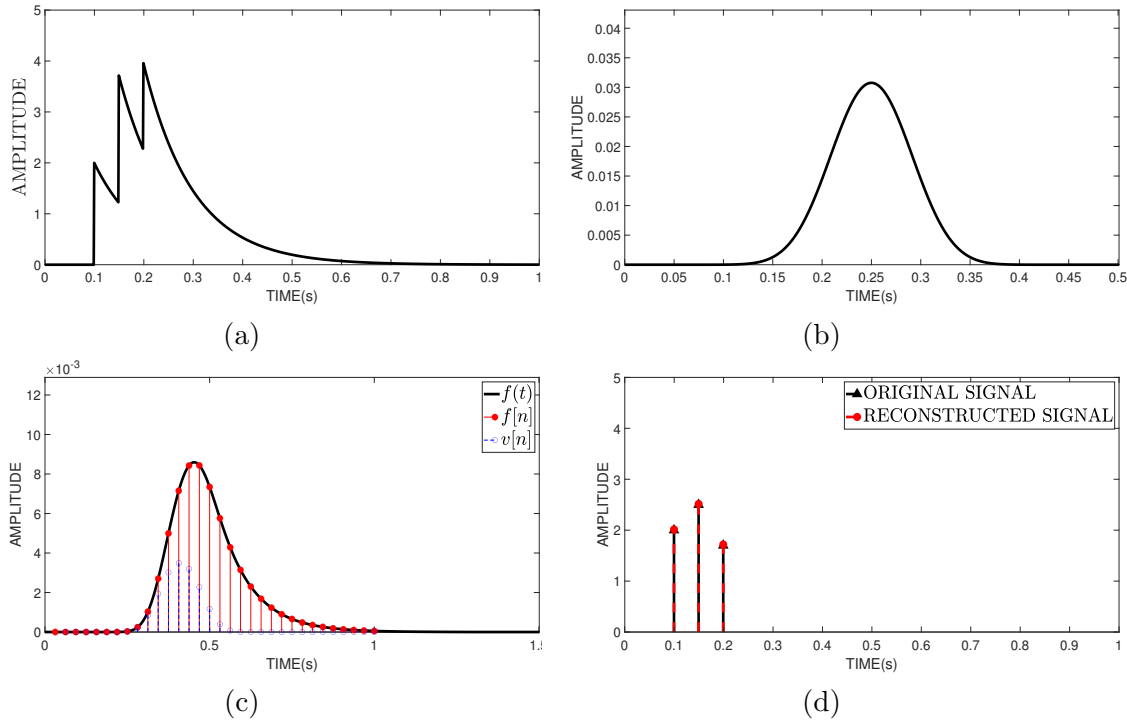 5
4
3
2
1
0
AMPLITUDE
0 0.1 0.2 0.3 0.4 0.5 0.6 0.7 0.8 0.9 1
TIME(s)
(a)
0.04
0.035
0.03
0.025
0.02
0.015
0.01
0.005
0
AMPLITUDE
0 0.05 0.1 0.15 0.2 0.25 0.3 0.35 0.4 0.45 0.5
TIME(s)
(b)
×10⁻³
12
10
8
6
4
2
0
AMPLITUDE
f(t)
f[n]
v[n]
0 0.5 1 1.5
TIME(s)
(c)
5
4
3
2
1
0
AMPLITUDE
ORIGINAL SIGNAL
RECONSTRUCTED SIGNAL
0 0.1 0.2 0.3 0.4 0.5 0.6 0.7 0.8 0.9 1
TIME(s)
(d)